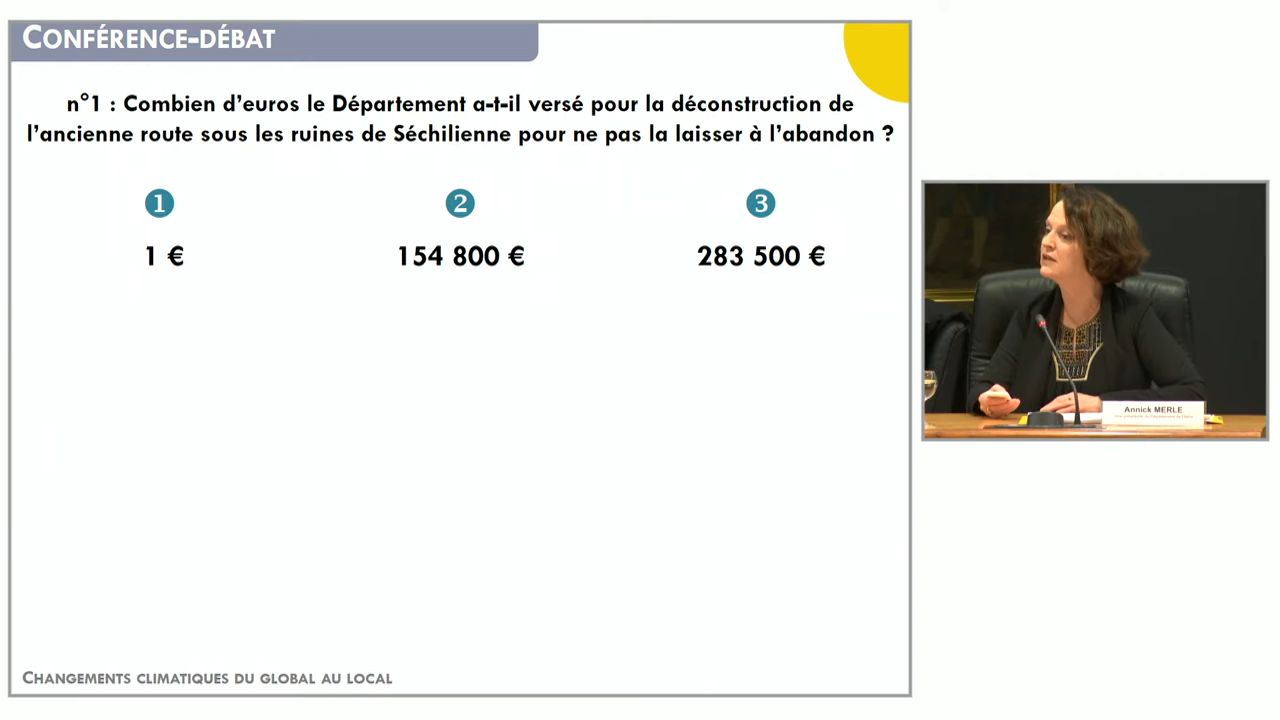 CONFÉRENCE-DÉBAT
n°1 : Combien d'euros le Département a-t-il versé pour la déconstruction de
l'ancienne route sous les ruines de Séchilienne pour ne pas la laisser à l'abandon ?
1 2 3
1 € 154 800 € 283 500 €
Annick MERLE
CHANGEMENTS CLIMATIQUES DU GLOBAL AU LOCAL